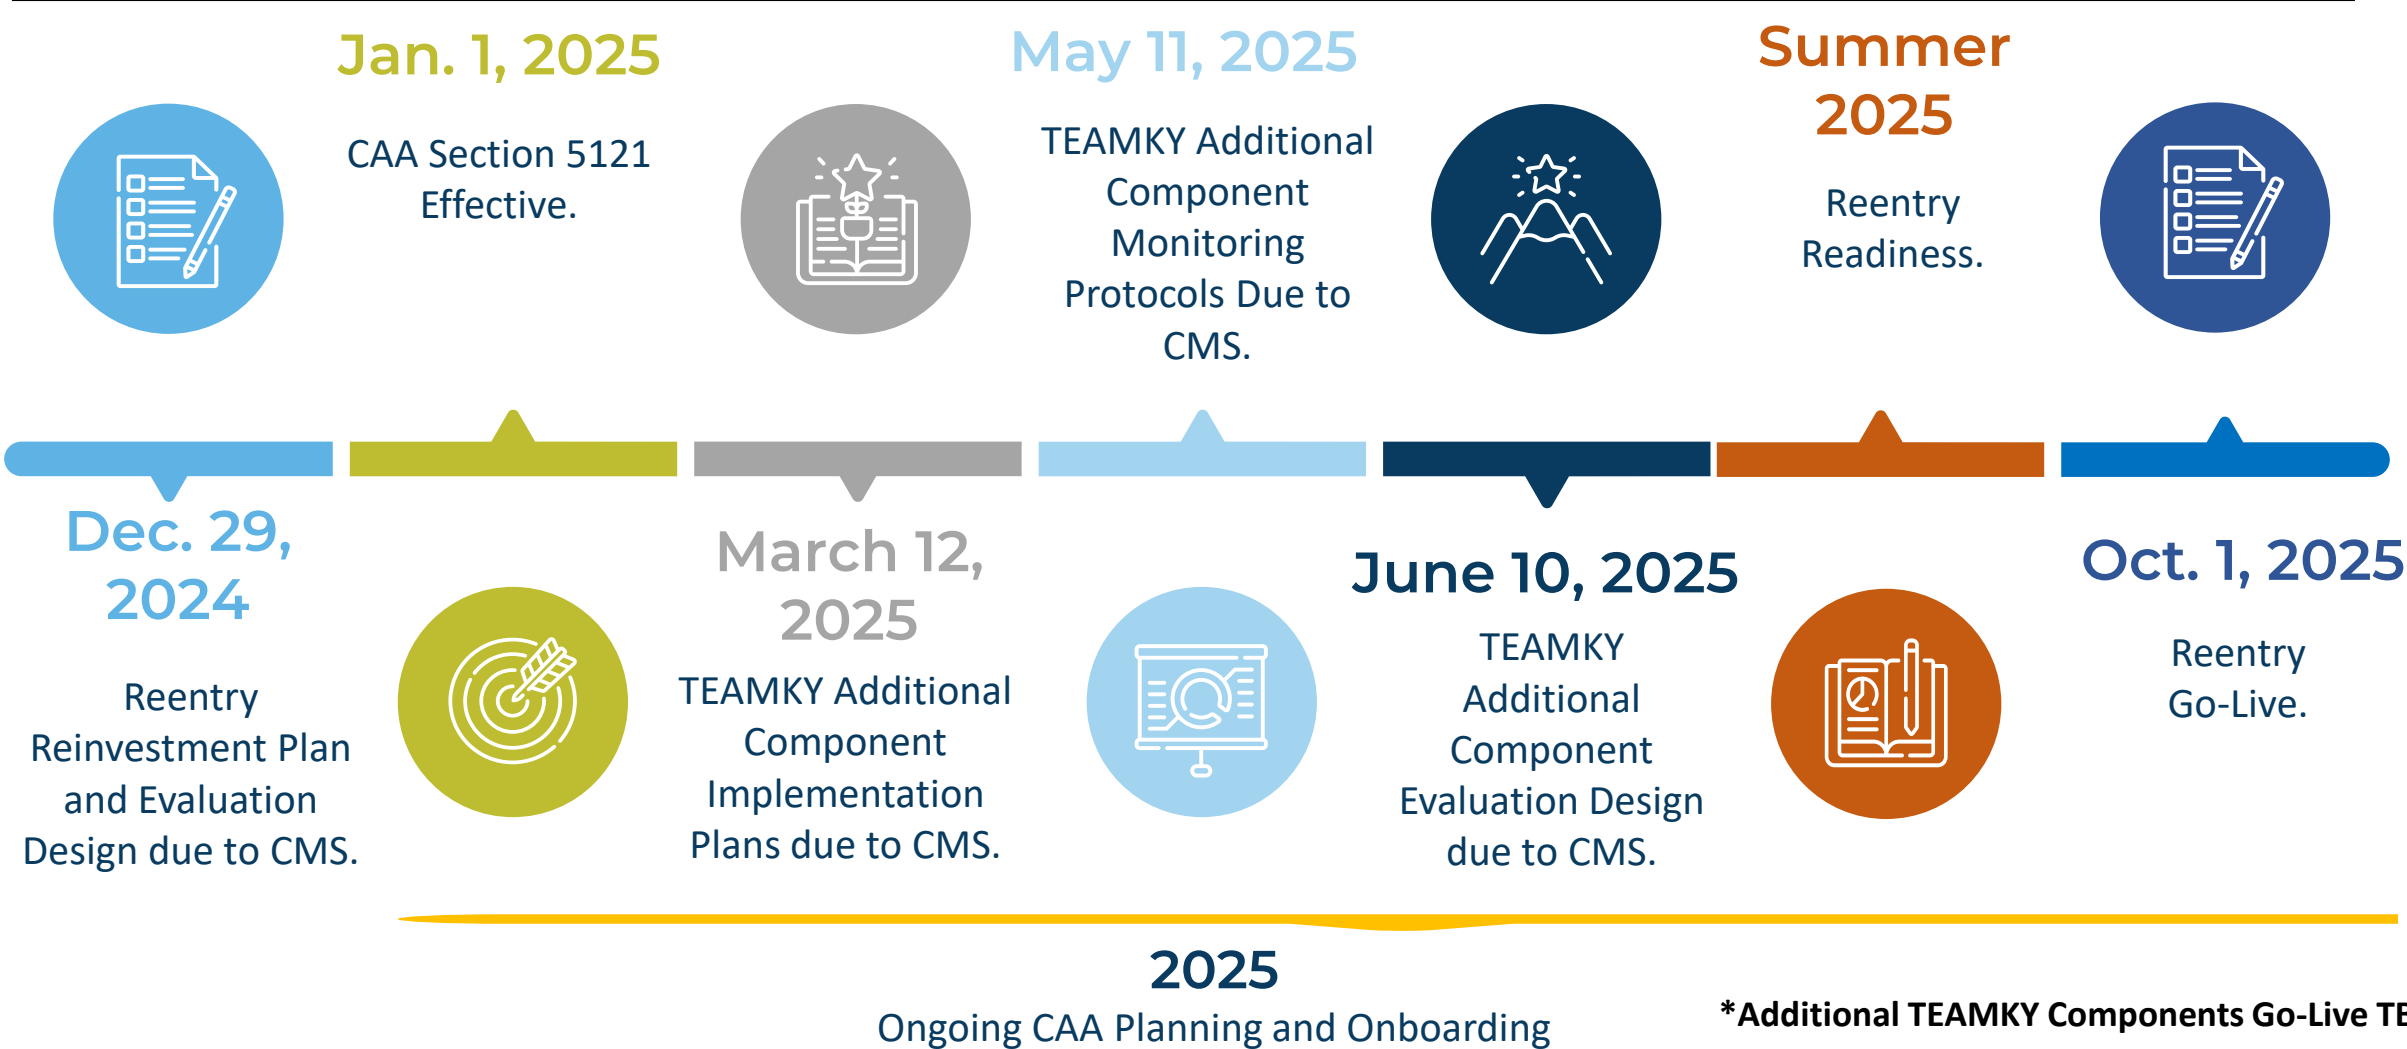 Jan. 1, 2025
CAA Section 5121
Effective.
May 11, 2025
TEAMKY Additional
Component
Monitoring
Protocols Due to
CMS.
Summer
2025
Reentry
Readiness.
Dec. 29,
2024
Reentry
Reinvestment Plan
and Evaluation
Design due to CMS.
March 12,
2025
TEAMKY Additional
Component
Implementation
Plans due to CMS.
June 10, 2025
TEAMKY
Additional
Component
Evaluation Design
due to CMS.
Oct. 1, 2025
Reentry
Go-Live.
2025
Ongoing CAA Planning and Onboarding
*Additional TEAMKY Components Go-Live